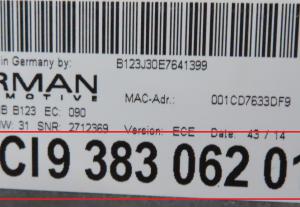 in Germany by: B123J30E7641399
RMAN
OMOTIVE MAC-Adr.: 001CD7633DF9
B B123 EC: 090
W: 31 SNR: 2712369 Version: ECE Date: 43/14
CI9 383 062 01